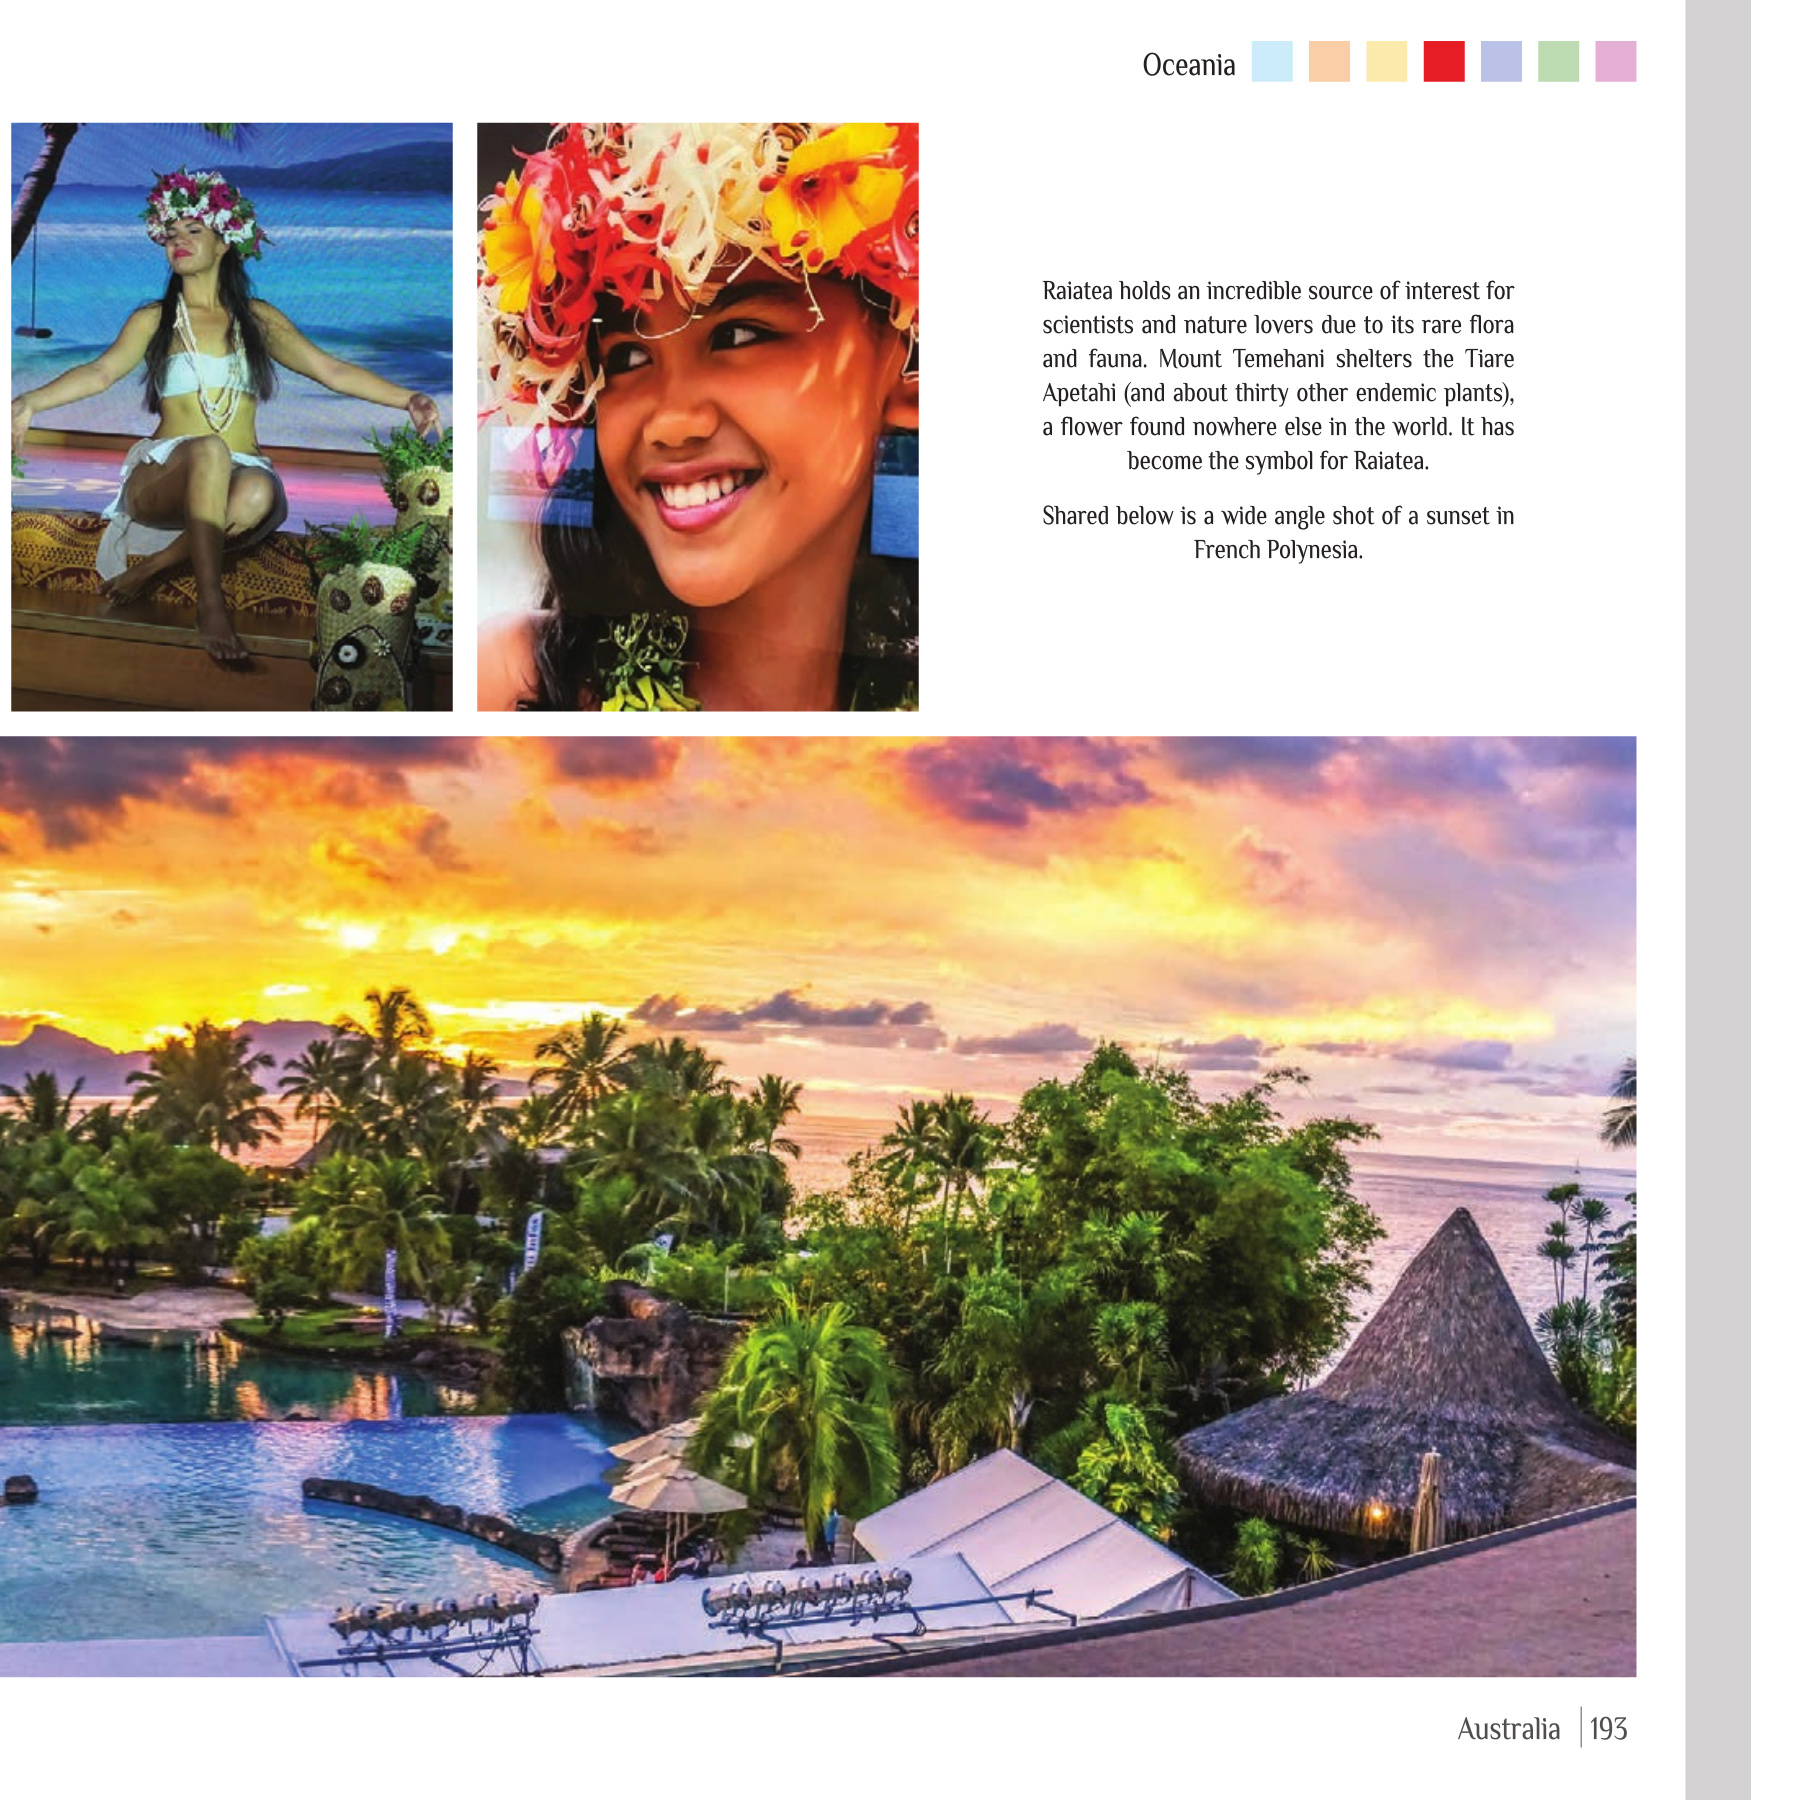 Oceania
Raiatea holds an incredible source of interest for
scientists and nature lovers due to its rare flora
and fauna. Mount Temehani shelters the Tiare
Apetahi (and about thirty other endemic plants),
a flower found nowhere else in the world. It has
become the symbol for Raiatea.
Shared below is a wide angle shot of a sunset in
French Polynesia.
Australia
193